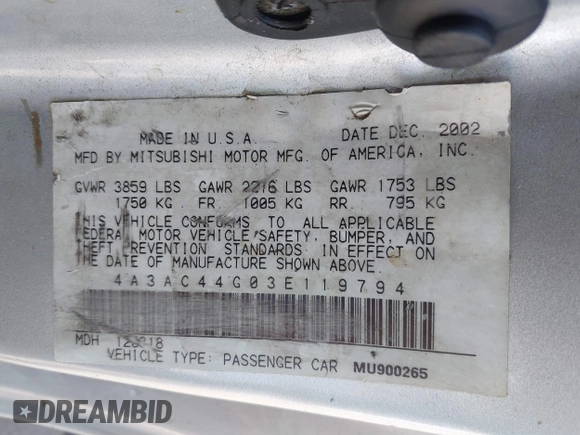 MADE IN U.S.A. DATE DEC. 2002
MFD BY MITSUBISHI MOTOR MFG. OF AMERICA, INC.
GVWR 3859 LBS GAWR 2216 LBS GAWR 1753 LBS
1750 KG FR. 1005 KG RR. 795 KG
THIS VEHICLE CONFORMS TO ALL APPLICABLE
FEDERAL MOTOR VEHICLE SAFETY, BUMPER, AND
THEFT PREVENTION STANDARDS IN EFFECT ON
THE DATE OF MANUFACTURE SHOWN ABOVE.
4A3AC44G03E119794
MDH
VEHICLE TYPE: PASSENGER CAR MU900265
DREAMBID